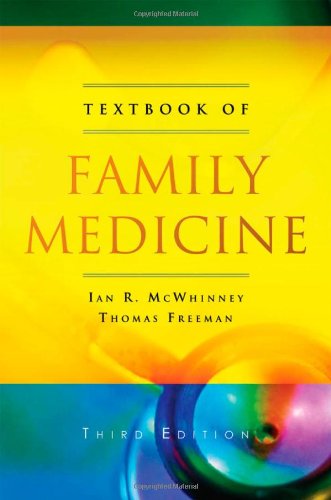 TEXTBOOK OF
FAMILY
MEDICINE
IAN R. MCWHINNEY
THOMAS FREEMAN
THIRD EDITION